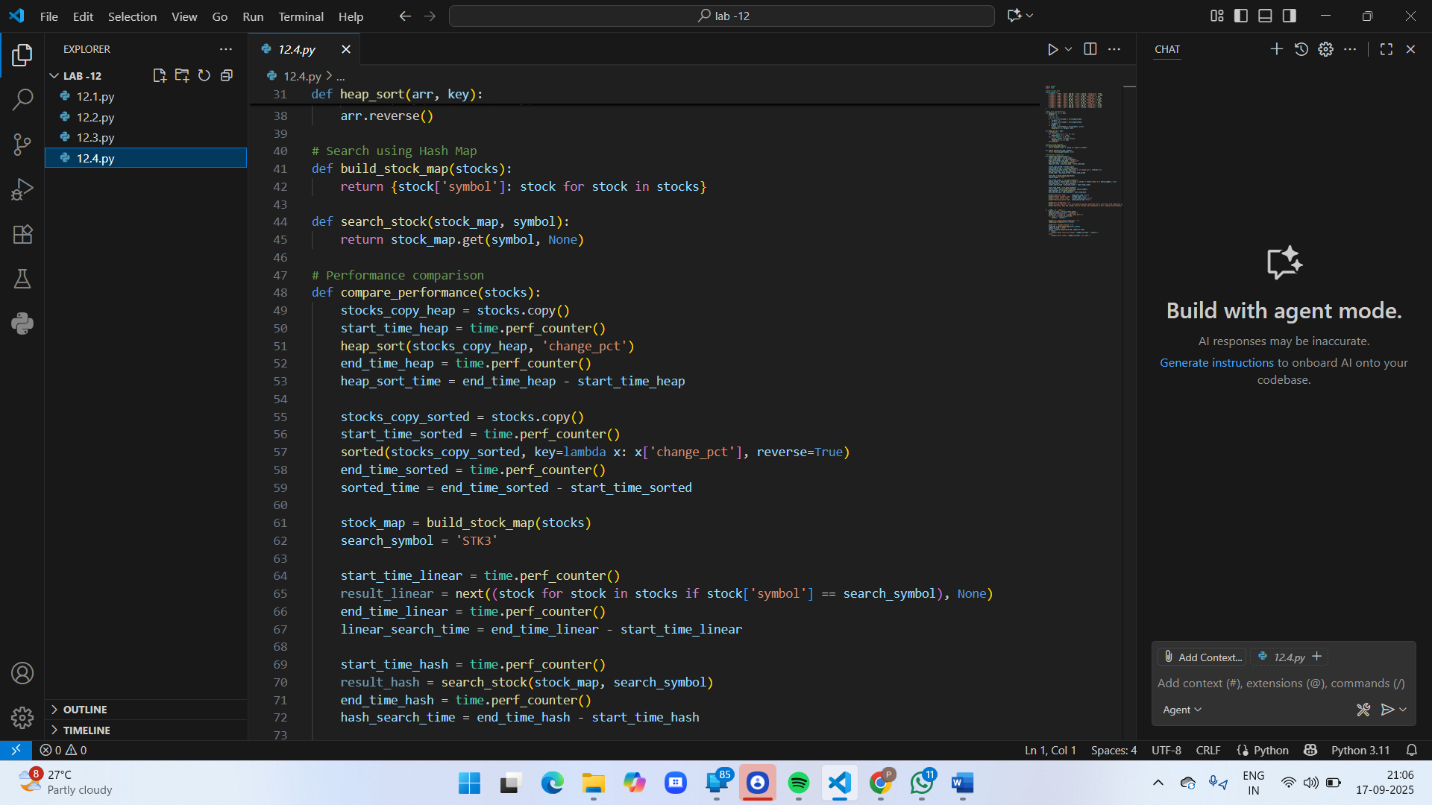 File Edit Selection View Go Run Terminal Help
lab -12
EXPLORER
LAB -12
12.1.py
12.2.py
12.3.py
12.4.py
OUTLINE
TIMELINE
12.4.py
12.4.py > ...
31 def heap_sort(arr, key):
38 arr.reverse()
39
40 # Search using Hash Map
41 def build_stock_map(stocks):
42 return {stock['symbol']: stock for stock in stocks}
43
44 def search_stock(stock_map, symbol):
45 return stock_map.get(symbol, None)
46
47 # Performance comparison
48 def compare_performance(stocks):
49 stocks_copy_heap = stocks.copy()
50 start_time_heap = time.perf_counter()
51 heap_sort(stocks_copy_heap, 'change_pct')
52 end_time_heap = time.perf_counter()
53 heap_sort_time = end_time_heap - start_time_heap
54
55 stocks_copy_sorted = stocks.copy()
56 start_time_sorted = time.perf_counter()
57 sorted(stocks_copy_sorted, key=lambda x: x['change_pct'], reverse=True)
58 end_time_sorted = time.perf_counter()
59 sorted_time = end_time_sorted - start_time_sorted
60
61 stock_map = build_stock_map(stocks)
62 search_symbol = 'STK3'
63
64 start_time_linear = time.perf_counter()
65 result_linear = next((stock for stock in stocks if stock['symbol'] == search_symbol), None)
66 end_time_linear = time.perf_counter()
67 linear_search_time = end_time_linear - start_time_linear
68
69 start_time_hash = time.perf_counter()
70 result_hash = search_stock(stock_map, search_symbol)
71 end_time_hash = time.perf_counter()
72 hash_search_time = end_time_hash - start_time_hash
73
CHAT
Build with agent mode.
AI responses may be inaccurate.
Generate instructions to onboard AI onto your
codebase.
Add Context...
12.4.py
Add context (#), extensions (@), commands (/)
Agent
0 0
Ln 1, Col 1 Spaces: 4 UTF-8 CRLF Python Python 3.11
8
27°C
Partly cloudy
85
P
11
ENG
IN
21:06
17-09-2025